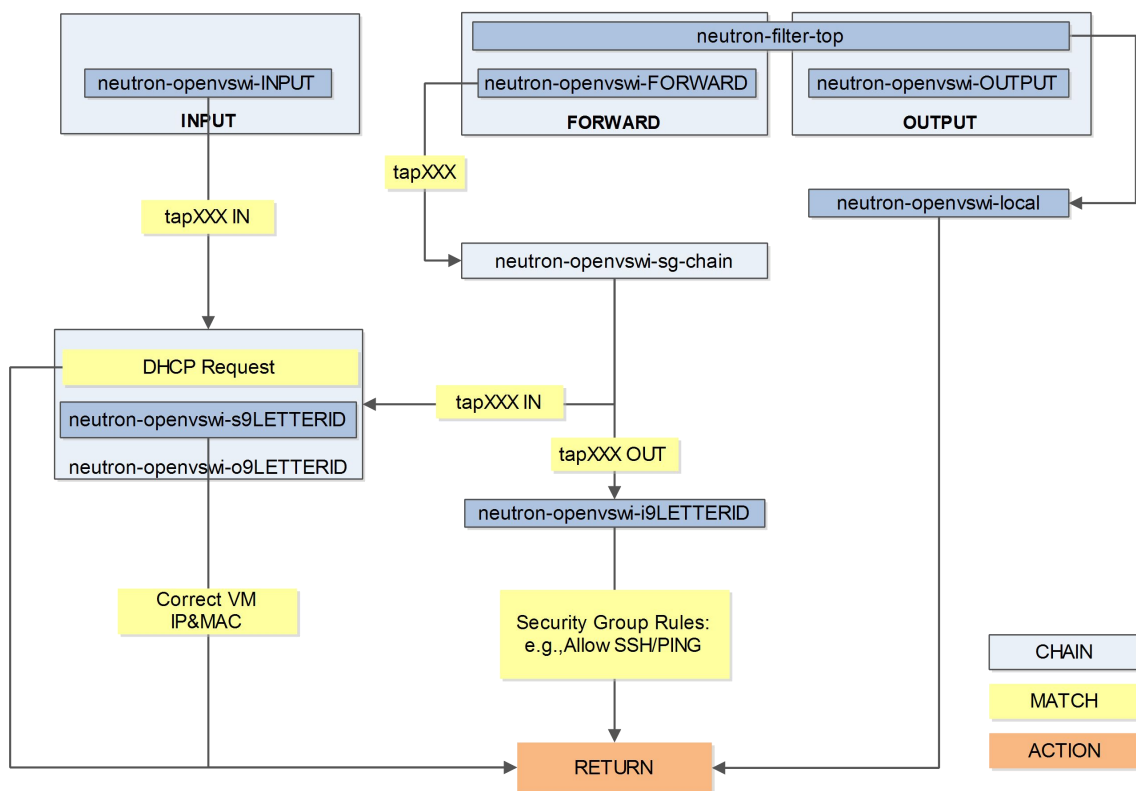 neutron-filter-top
neutron-openvswi-INPUT
neutron-openvswi-FORWARD
neutron-openvswi-OUTPUT
INPUT
FORWARD
OUTPUT
tapXXX
neutron-openvswi-local
tapXXX IN
neutron-openvswi-sg-chain
DHCP Request
tapXXX IN
neutron-openvswi-s9LETTERID
tapXXX OUT
neutron-openvswi-o9LETTERID
neutron-openvswi-i9LETTERID
Correct VM
IP&MAC
Security Group Rules:
e.g.,Allow SSH/PING
CHAIN
MATCH
ACTION
RETURN